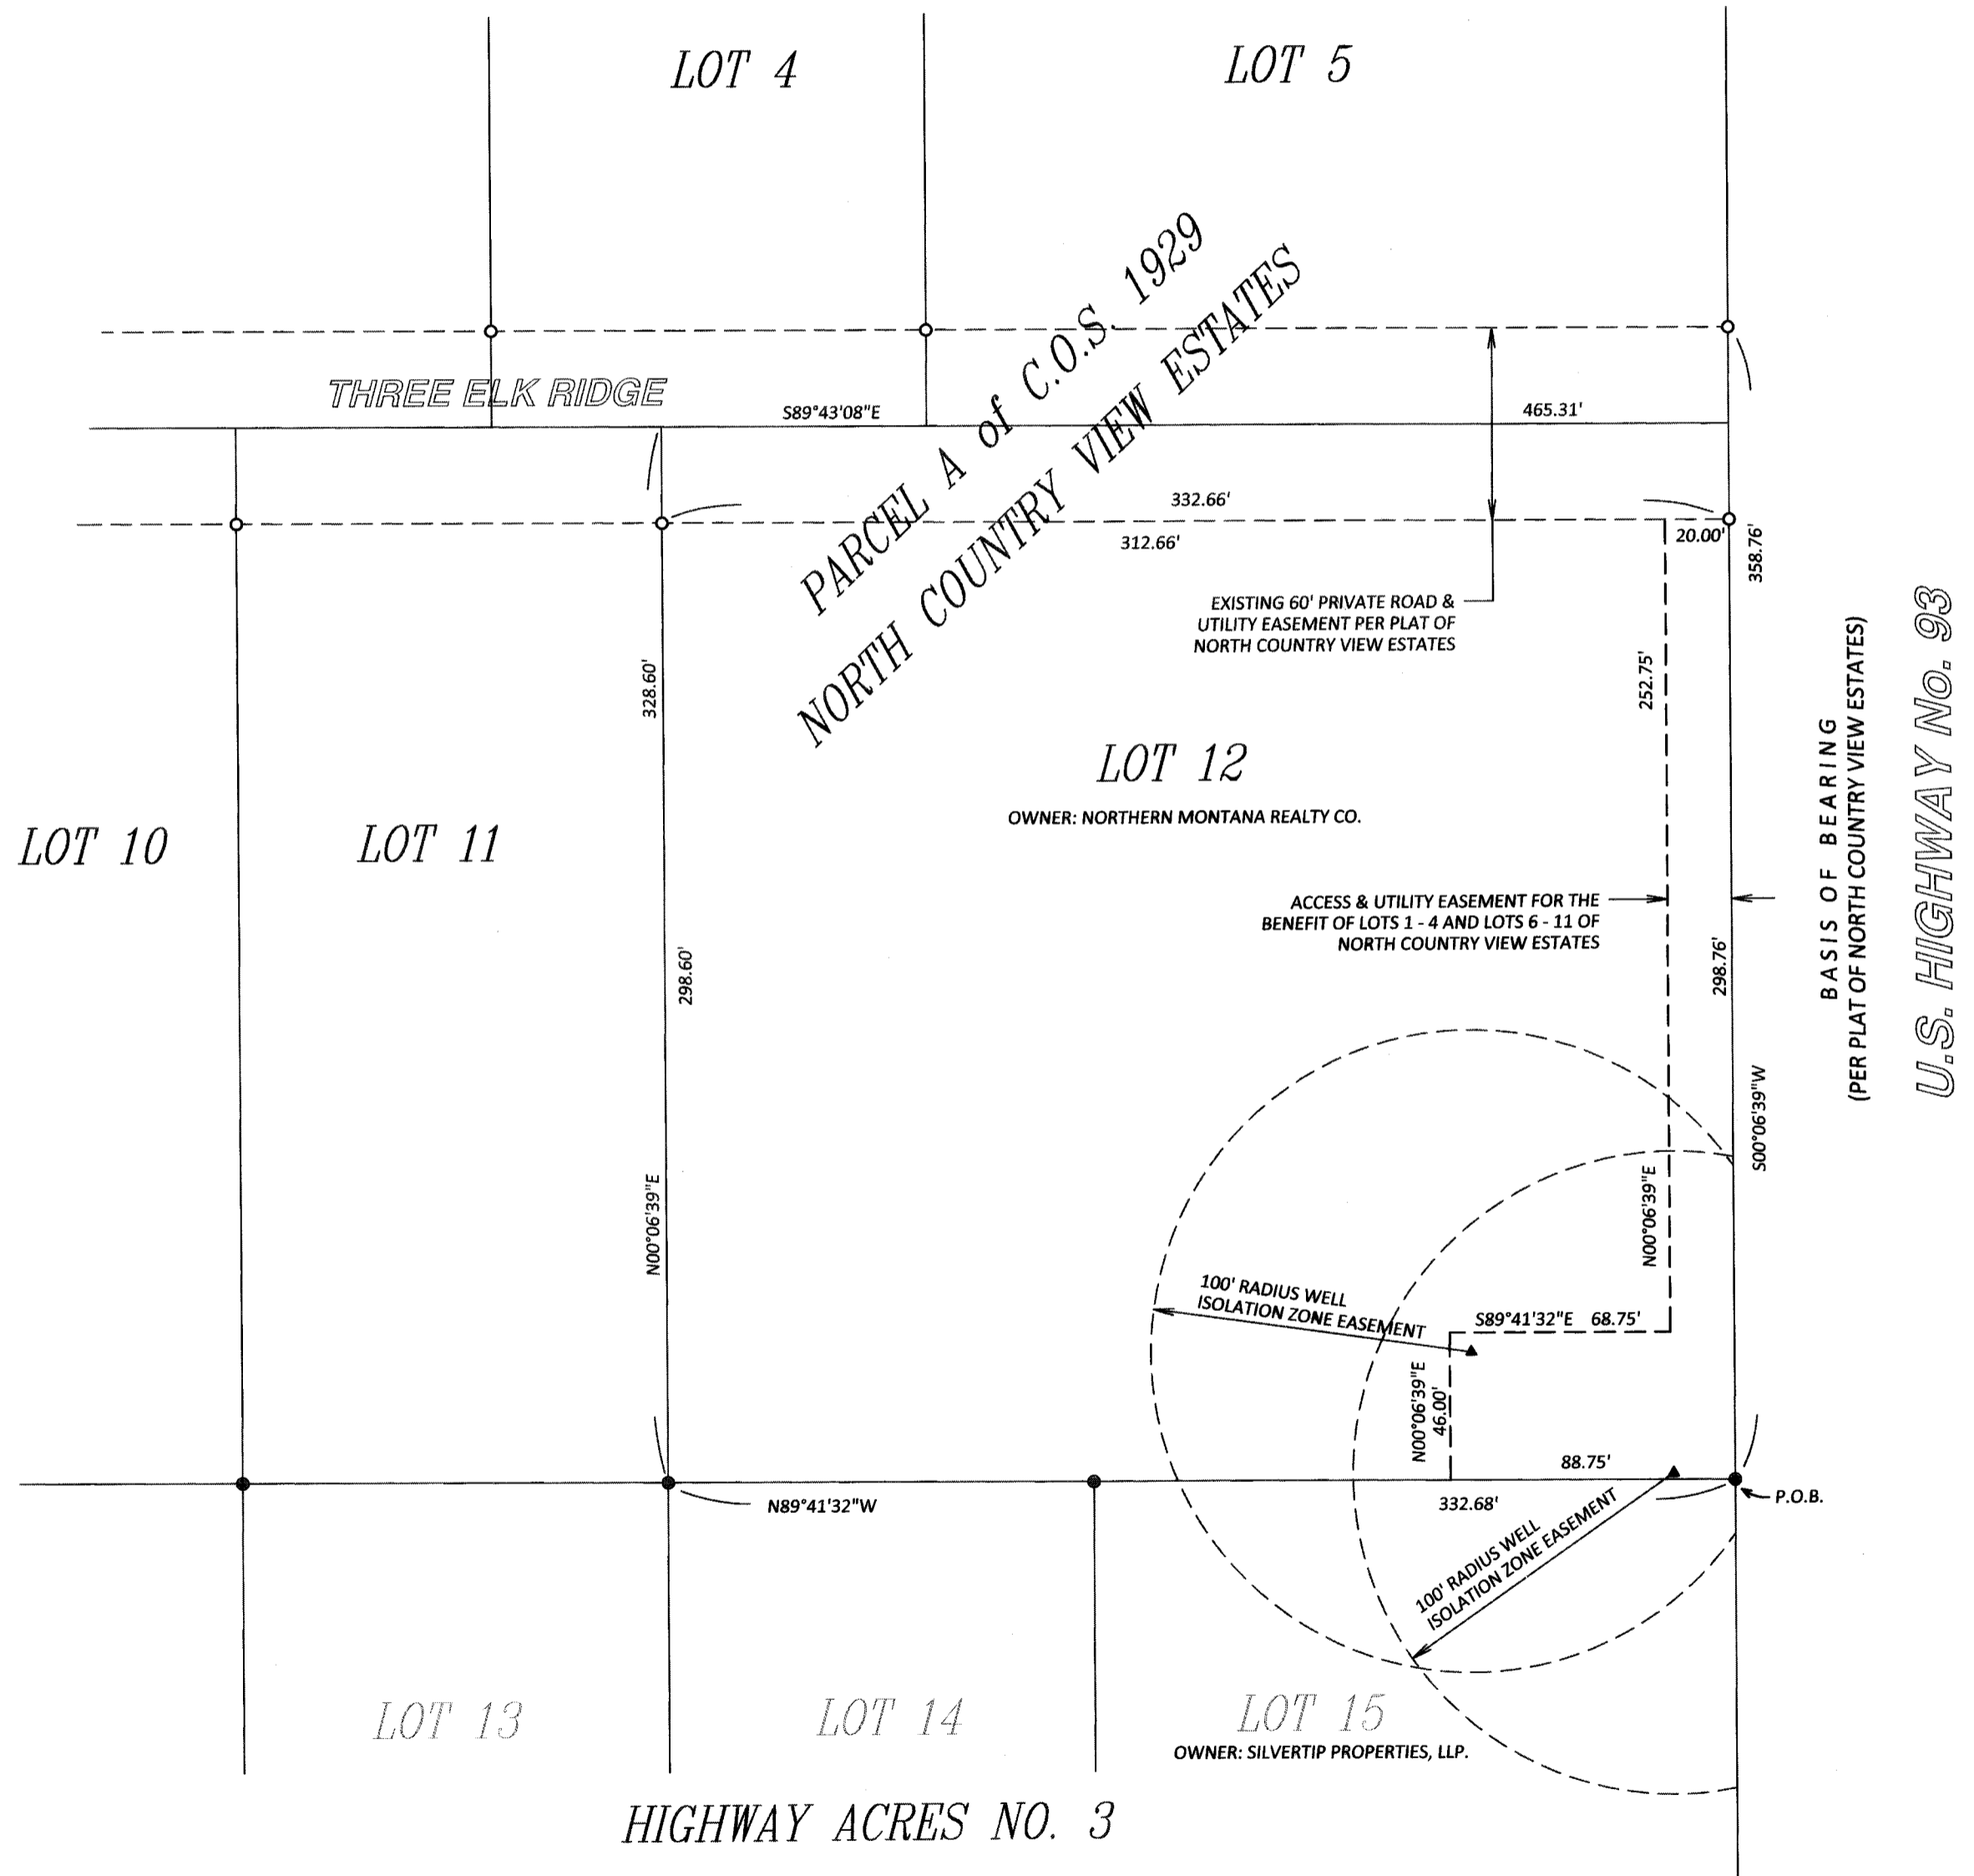 LOT 4
LOT 5
PARCEL A of C.O.S. 1929
NORTH COUNTRY VIEW ESTATES
THREE ELK RIDGE
S89°43'08"E
465.31'
332.66'
312.66'
20.00'
358.76'
EXISTING 60' PRIVATE ROAD &
UTILITY EASEMENT PER PLAT OF
NORTH COUNTRY VIEW ESTATES
328.60'
252.75'
LOT 12
OWNER: NORTHERN MONTANA REALTY CO.
LOT 10
LOT 11
ACCESS & UTILITY EASEMENT FOR THE
BENEFIT OF LOTS 1 - 4 AND LOTS 6 - 11 OF
NORTH COUNTRY VIEW ESTATES
298.60'
298.76'
BASIS OF BEARING
(PER PLAT OF NORTH COUNTRY VIEW ESTATES)
U.S. HIGHWAY No. 93
S00°06'39"W
N00°06'39"E
N00°06'39"E
100' RADIUS WELL
ISOLATION ZONE EASEMENT
S89°41'32"E 68.75'
N00°06'39"E
46.00'
88.75'
N89°41'32"W
332.68'
P.O.B.
100' RADIUS WELL
ISOLATION ZONE EASEMENT
LOT 13
LOT 14
LOT 15
OWNER: SILVERTIP PROPERTIES, LLP.
HIGHWAY ACRES NO. 3